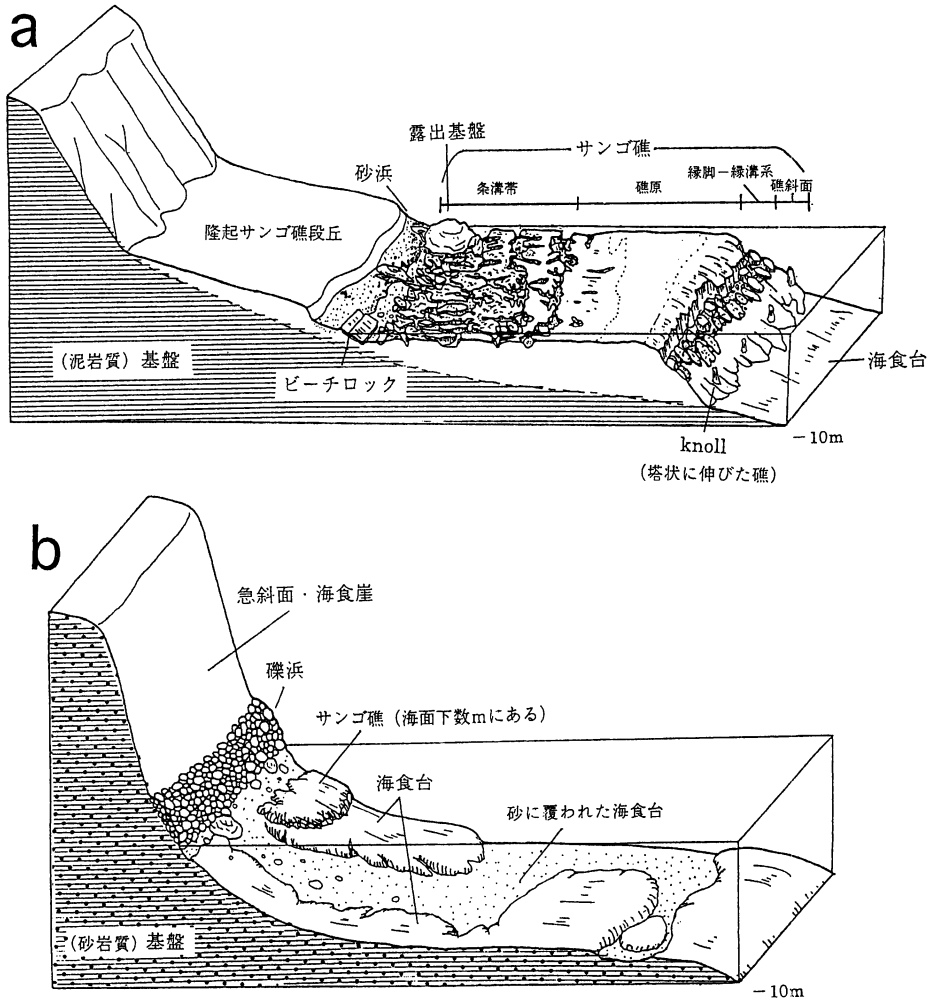 a
露出基盤
サンゴ礁
砂浜
縁脚－縁溝系
条溝帯
礁原
礁斜面
隆起サンゴ礁段丘
（泥岩質）基盤
ビーチロック
海食台
－10m
knoll
（塔状に伸びた礁）
b
急斜面・海食崖
礫浜
サンゴ礁（海面下数mにある）
海食台
砂に覆われた海食台
（砂岩質）基盤
－10m